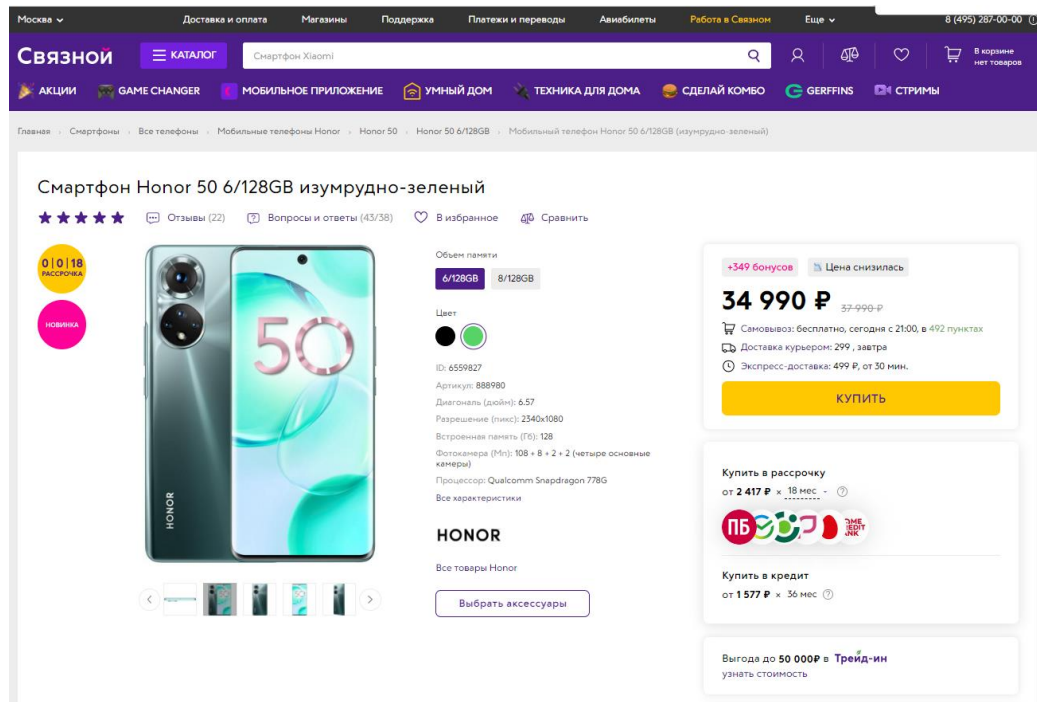 Москва
Доставка и оплата
Магазины
Поддержка
Платежи и переводы
Авиабилеты
Работа в Связном
Еще
8 (495) 287-00-00
Связной
КАТАЛОГ
Смартфон Xiaomi
В корзине
нет товаров
АКЦИИ
GAME CHANGER
МОБИЛЬНОЕ ПРИЛОЖЕНИЕ
УМНЫЙ ДОМ
ТЕХНИКА ДЛЯ ДОМА
СДЕЛАЙ КОМБО
GERFFINS
СТРИМЫ
Главная › Смартфоны › Все телефоны › Мобильные телефоны Honor › Honor 50 › Honor 50 6/128GB › Мобильный телефон Honor 50 6/128GB (изумрудно-зеленый)
Смартфон Honor 50 6/128GB изумрудно-зеленый
Отзывы (22)
Вопросы и ответы (43/38)
В избранное
Сравнить
0|0|18
РАССРОЧКА
НОВИНКА
50
HONOR
Объем памяти
6/128GB
8/128GB
Цвет
ID: 6559827
Артикул: 888980
Диагональ (дюйм): 6.57
Разрешение (пикс): 2340x1080
Встроенная память (Гб): 128
Фотокамера (Мп): 108 + 8 + 2 + 2 (четыре основные
камеры)
Процессор: Qualcomm Snapdragon 778G
Все характеристики
HONOR
Все товары Honor
Выбрать аксессуары
+349 бонусов
Цена снизилась
34 990 ₽ 37 990 ₽
Самовывоз: бесплатно, сегодня с 21:00, в 492 пунктах
Доставка курьером: 299 , завтра
Экспресс-доставка: 499 ₽, от 30 мин.
КУПИТЬ
Купить в рассрочку
от 2 417 ₽ × 18 мес -
ПБ
Купить в кредит
от 1 577 ₽ × 36 мес
Выгода до 50 000₽ в Трейд-ин
узнать стоимость